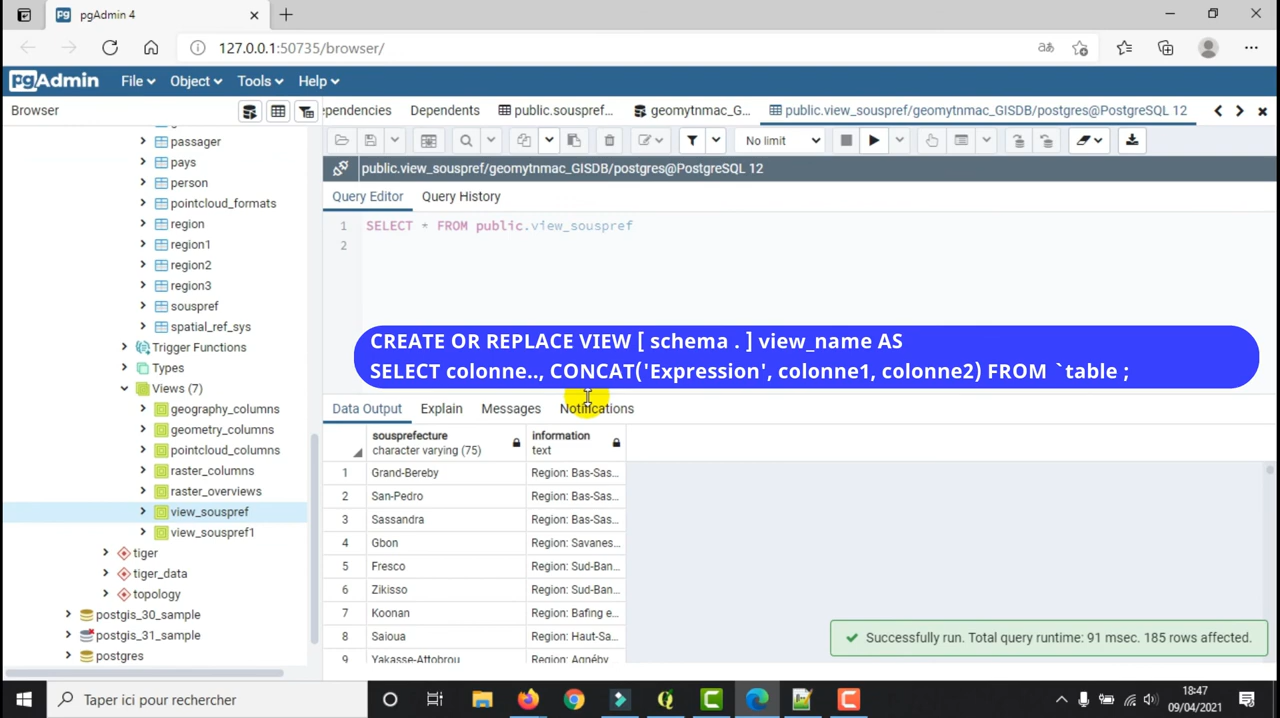 pgAdmin 4
127.0.0.1:50735/browser/
pgAdmin File Object Tools Help
Browser
ependencies Dependents public.souspref... geomytnmac_G... public.view_souspref/geomytnmac_GISDB/postgres@PostgreSQL 12
No limit
public.view_souspref/geomytnmac_GISDB/postgres@PostgreSQL 12
Query Editor Query History
1 SELECT * FROM public.view_souspref
2
passager
pays
person
pointcloud_formats
region
region1
region2
region3
souspref
spatial_ref_sys
Trigger Functions
Types
Views (7)
geography_columns
geometry_columns
pointcloud_columns
raster_columns
raster_overviews
view_souspref
view_souspref1
tiger
tiger_data
topology
postgis_30_sample
postgis_31_sample
postgres
CREATE OR REPLACE VIEW [ schema . ] view_name AS
SELECT colonne.., CONCAT('Expression', colonne1, colonne2) FROM `table ;
Data Output Explain Messages Notifications
sousprefecture information
character varying (75) text
1 Grand-Bereby Region: Bas-Sas...
2 San-Pedro Region: Bas-Sas...
3 Sassandra Region: Bas-Sas...
4 Gbon Region: Savanes...
5 Fresco Region: Sud-Ban...
6 Zikisso Region: Sud-Ban...
7 Koonan Region: Bafing e...
8 Saioua Region: Haut-Sa...
9 Yakasse-Attobrou Region: Agnéby...
Successfully run. Total query runtime: 91 msec. 185 rows affected.
Taper ici pour rechercher
18:47
09/04/2021